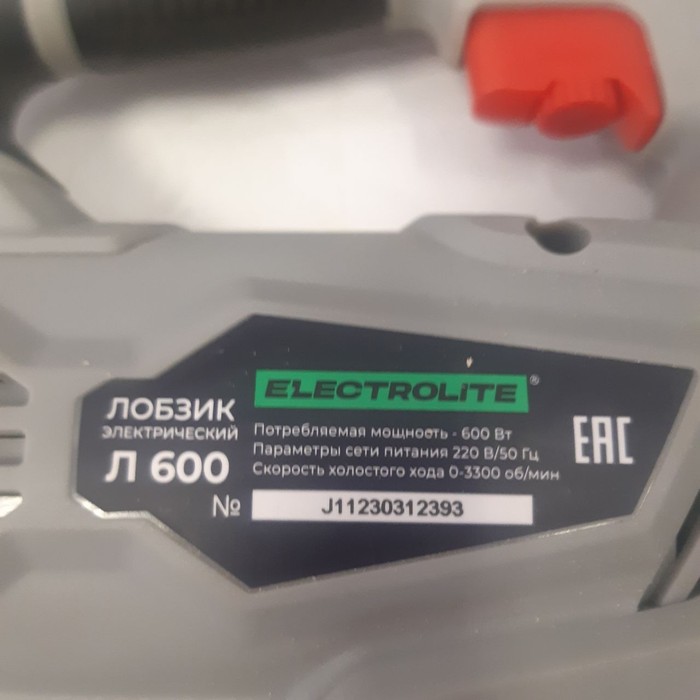 ELECTROLITE®
ЛОБЗИК
ЭЛЕКТРИЧЕСКИЙ
Л 600
Потребляемая мощность - 600 Вт
Параметры сети питания 220 В/50 Гц
Скорость холостого хода 0-3300 об/мин
EAC
№ J11230312393